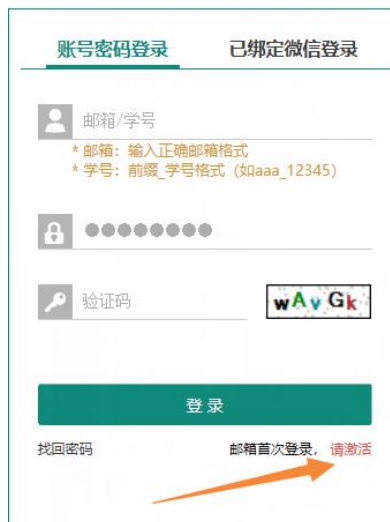 账号密码登录 已绑定微信登录
邮箱/学号
* 邮箱：输入正确邮箱格式
* 学号：前缀_学号格式（如aaa_12345）
验证码 wAvGk
登 录
找回密码 邮箱首次登录，请激活